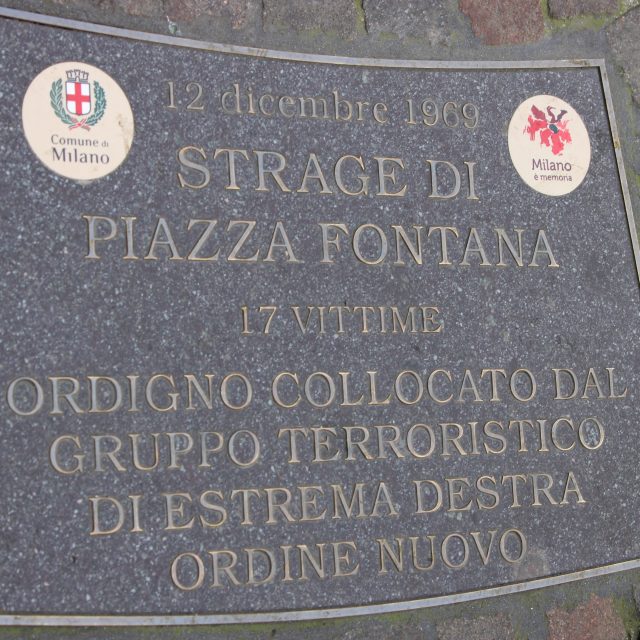 12 dicembre 1969
Comune di
Milano
Milano
è memoria
STRAGE DI
PIAZZA FONTANA
17 VITTIME
ORDIGNO COLLOCATO DAL
GRUPPO TERRORISTICO
DI ESTREMA DESTRA
ORDINE NUOVO